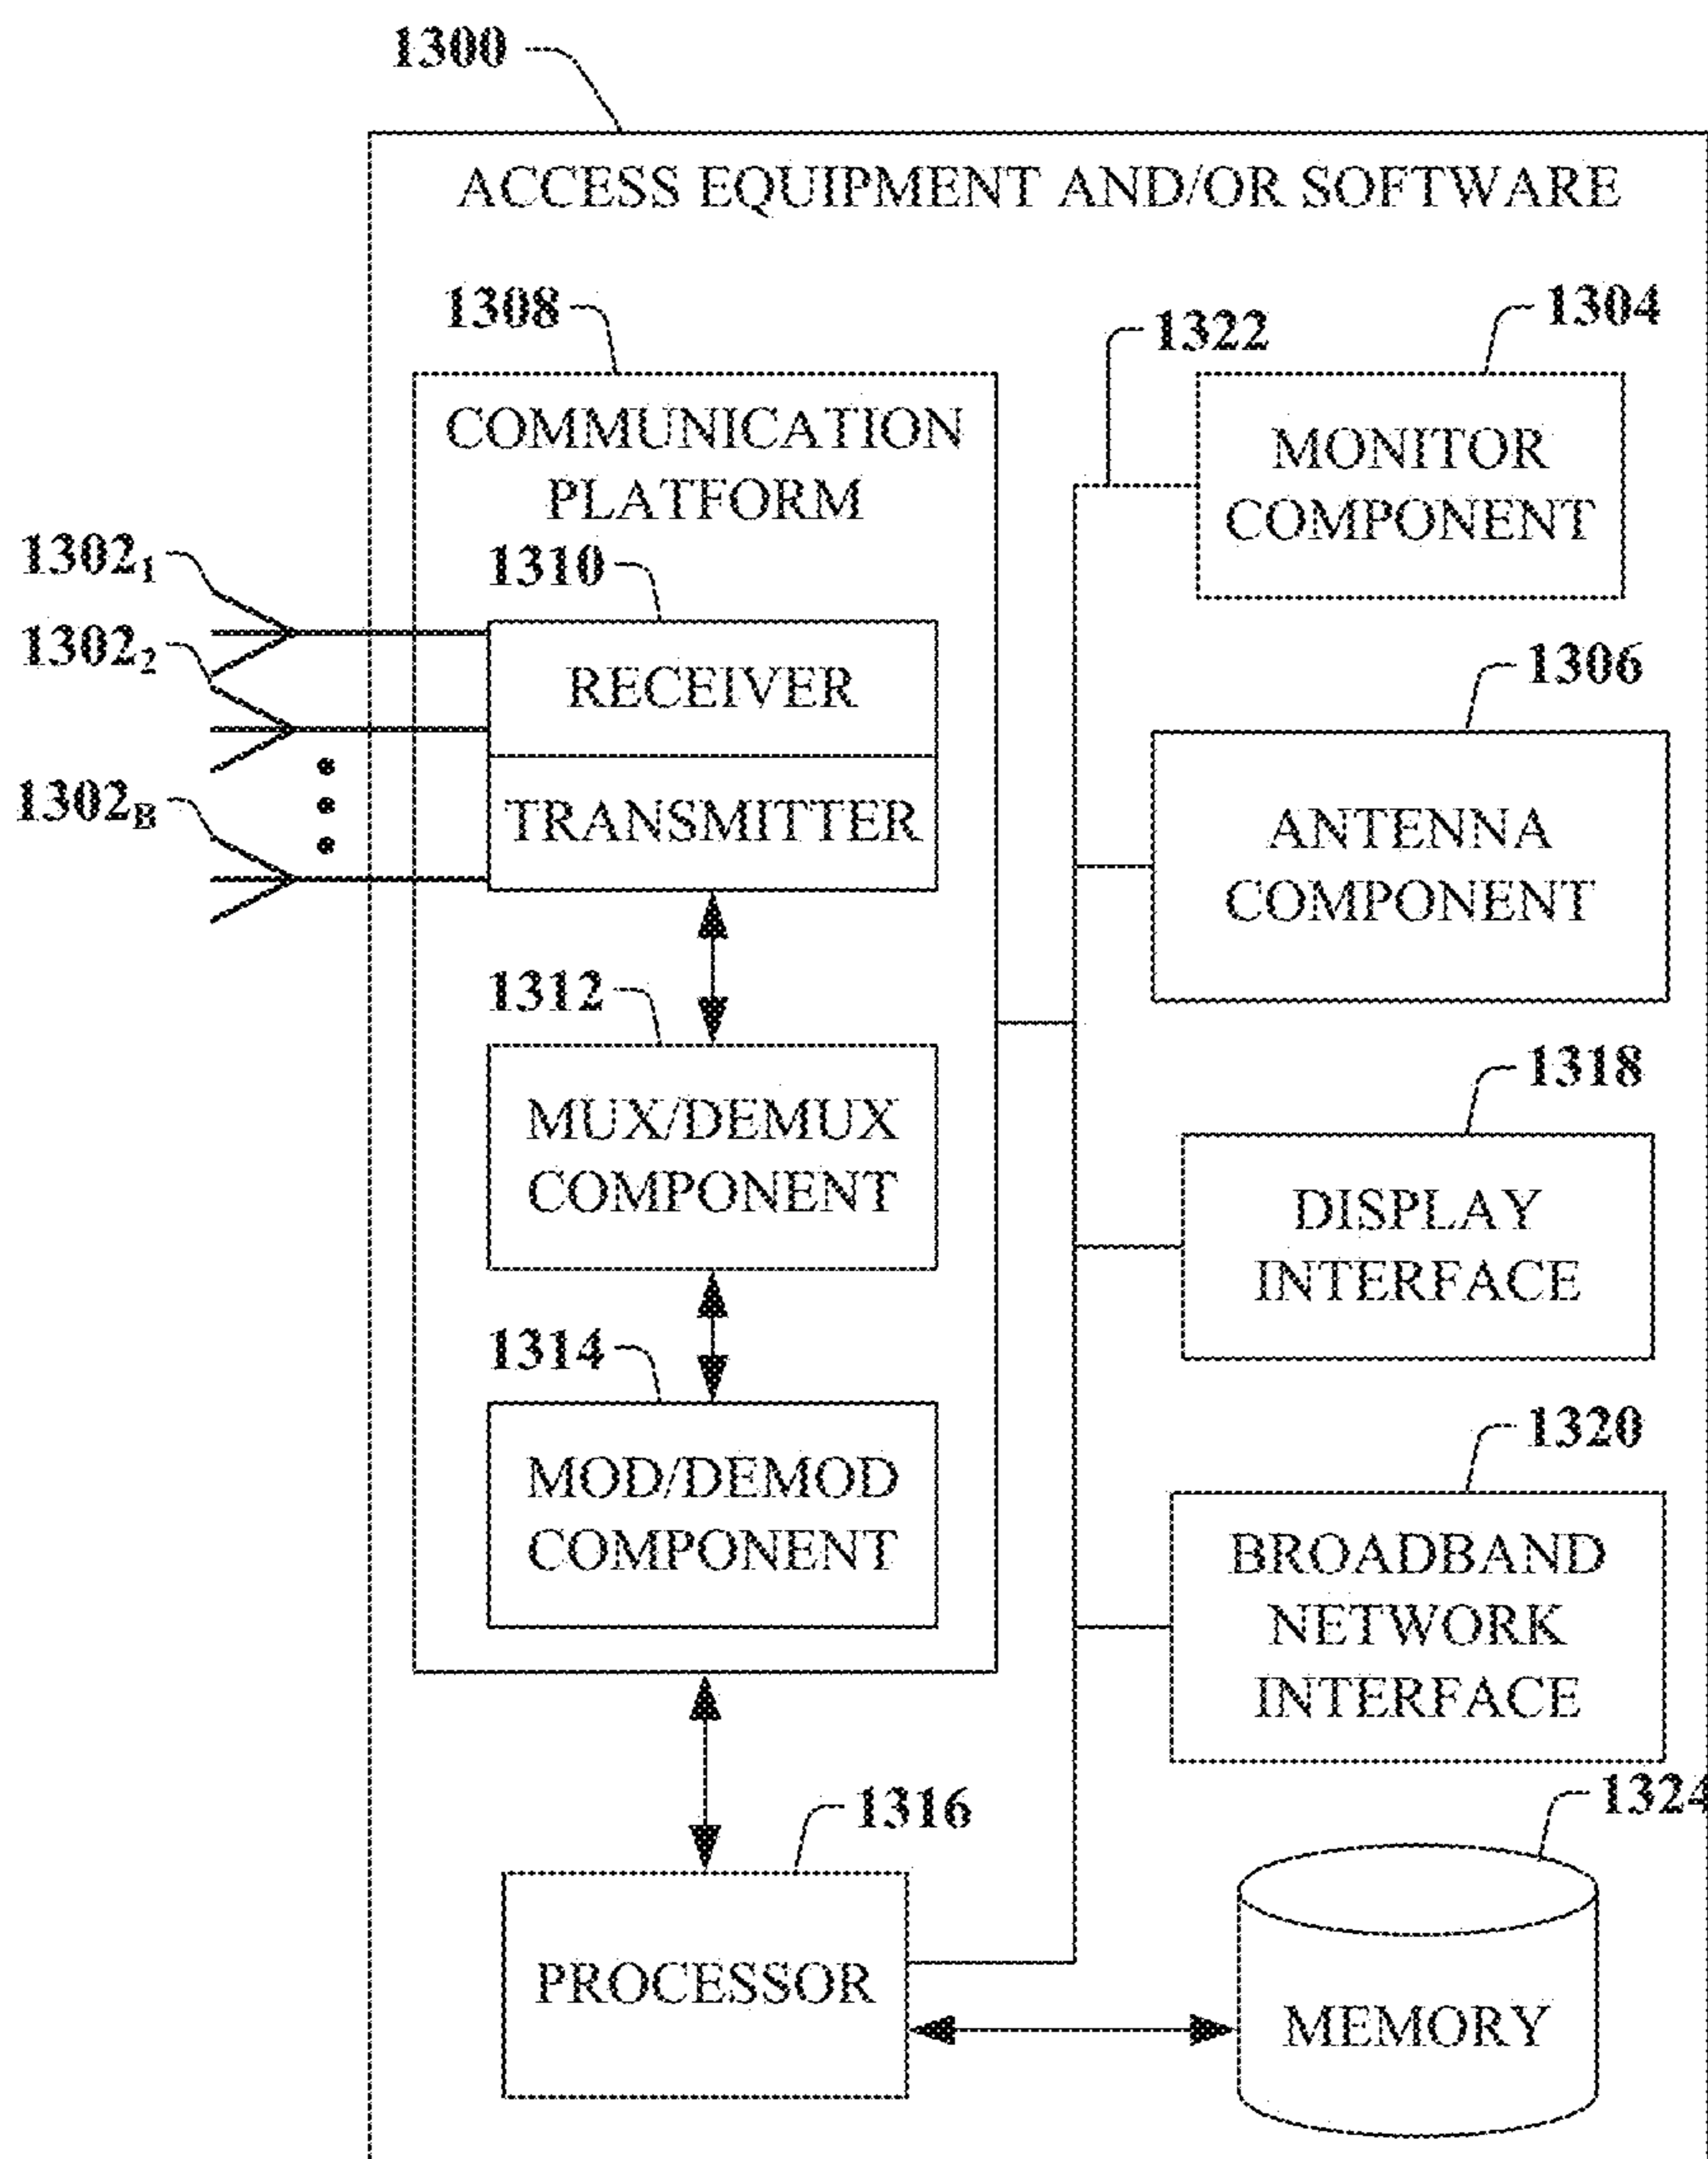 1300
ACCESS EQUIPMENT AND/OR SOFTWARE
1308
1322
1304
COMMUNICATION
PLATFORM
MONITOR
COMPONENT
1302₁
1310
1302₂
RECEIVER
1306
1302_B
TRANSMITTER
ANTENNA
COMPONENT
1312
1318
MUX/DEMUX
COMPONENT
DISPLAY
INTERFACE
1314
1320
MOD/DEMOD
COMPONENT
BROADBAND
NETWORK
INTERFACE
1316
1324
PROCESSOR
MEMORY